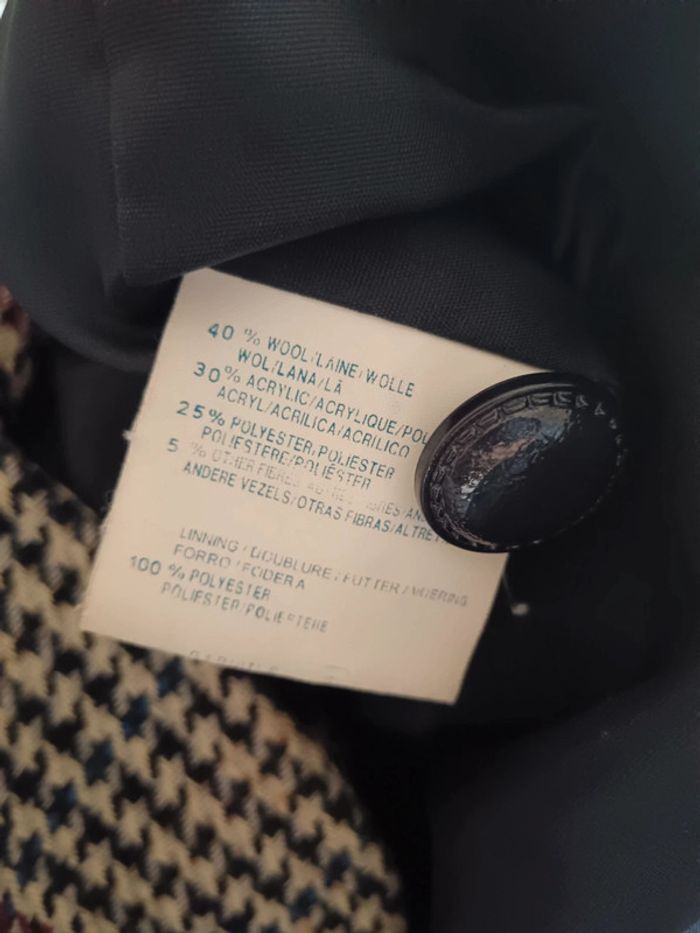 40 % WOOL/LAINE/WOLLE
WOL/LANA/LÃ
30% ACRYLIC/ACRYLIQUE/POL
ACRYL/ACRILICA/ACRILICO
25% POLYESTER/POLIESTER
POLIESTERE/POLIÉSTER
5 % OTHER FIBRES
ANDERE VEZELS/OTRAS FIBRAS/ALTRE
LINNING/DOUBLURE/FUTTER/VOERING
FORRO/FODERA
100 % POLYESTER
POLIESTER/POLIESTERE